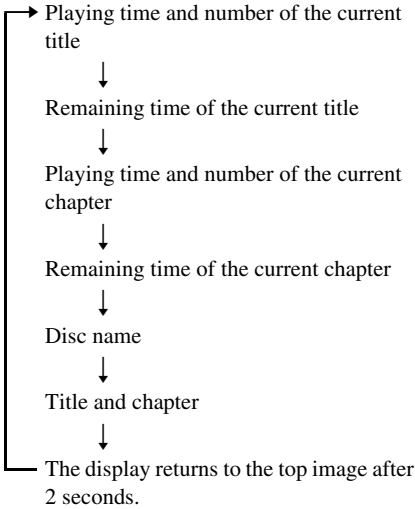 Playing time and number of the current
title
Remaining time of the current title
Playing time and number of the current
chapter
Remaining time of the current chapter
Disc name
Title and chapter
The display returns to the top image after
2 seconds.